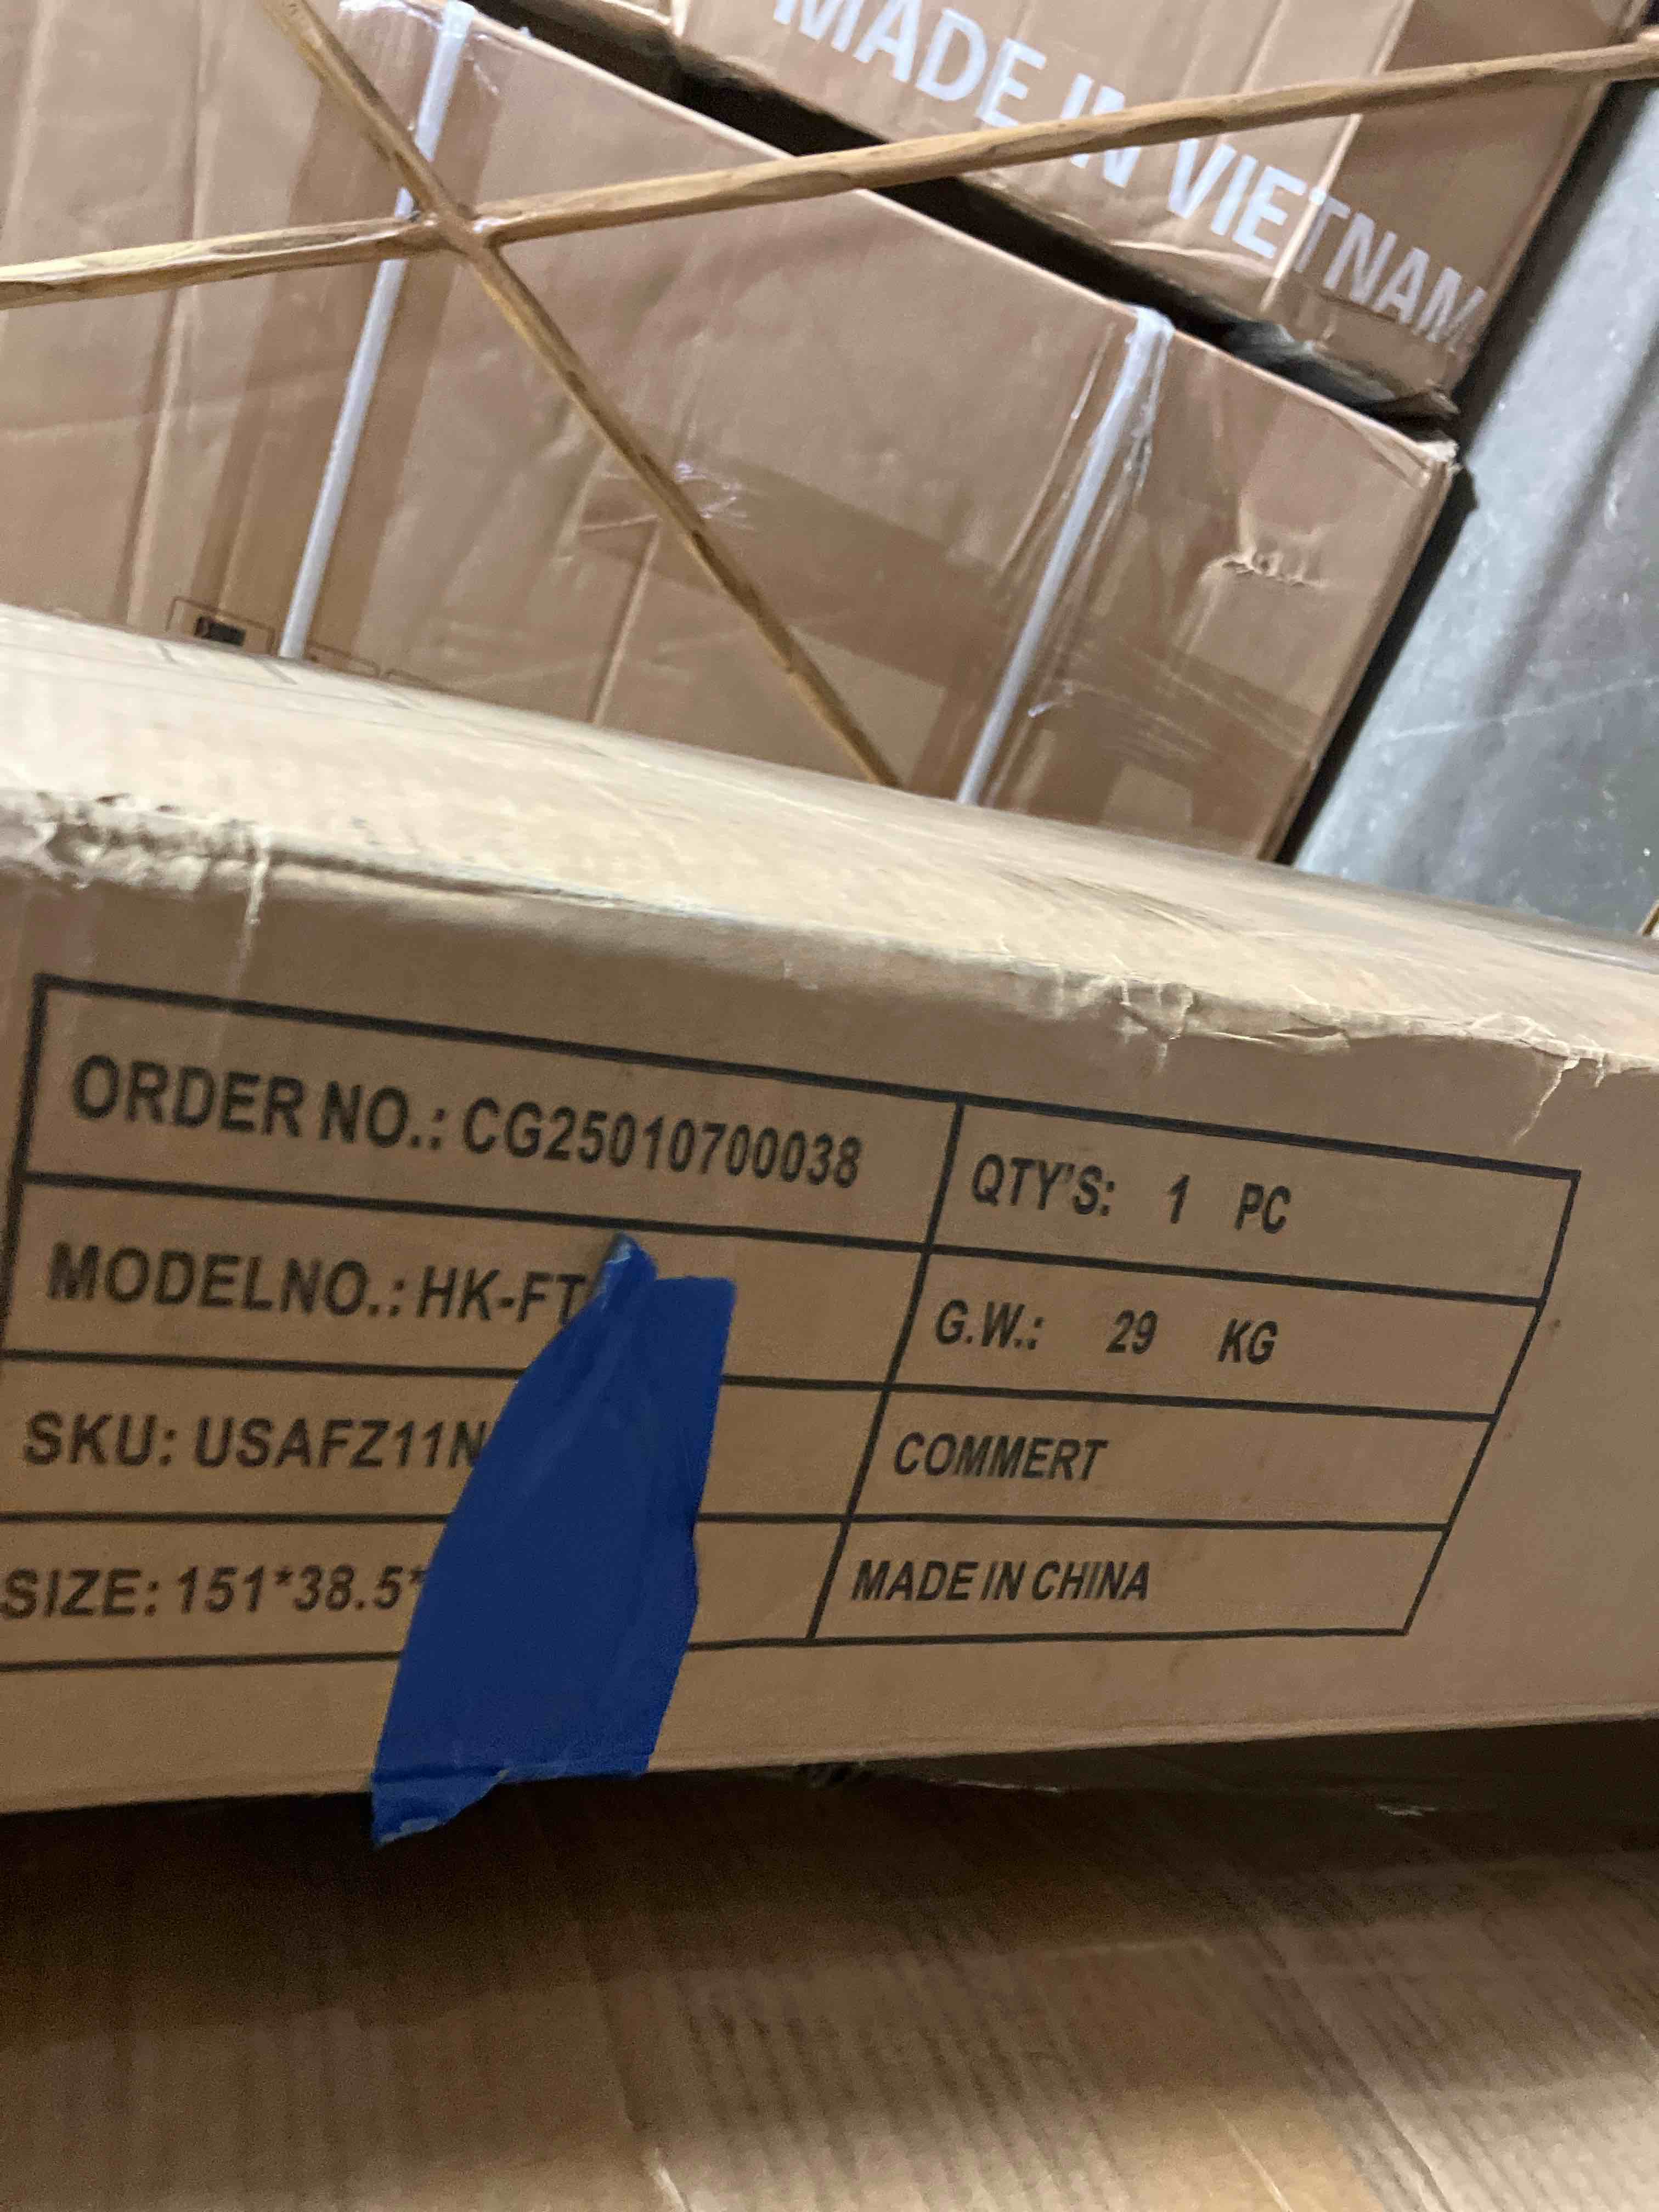 MADE IN VIETNAM
ORDER NO.: CG25010700038
QTY'S: 1 PC
MODELNO.: HK-FT
G.W.: 29 KG
SKU: USAFZ11N
COMMERT
SIZE: 151*38.5*
MADE IN CHINA